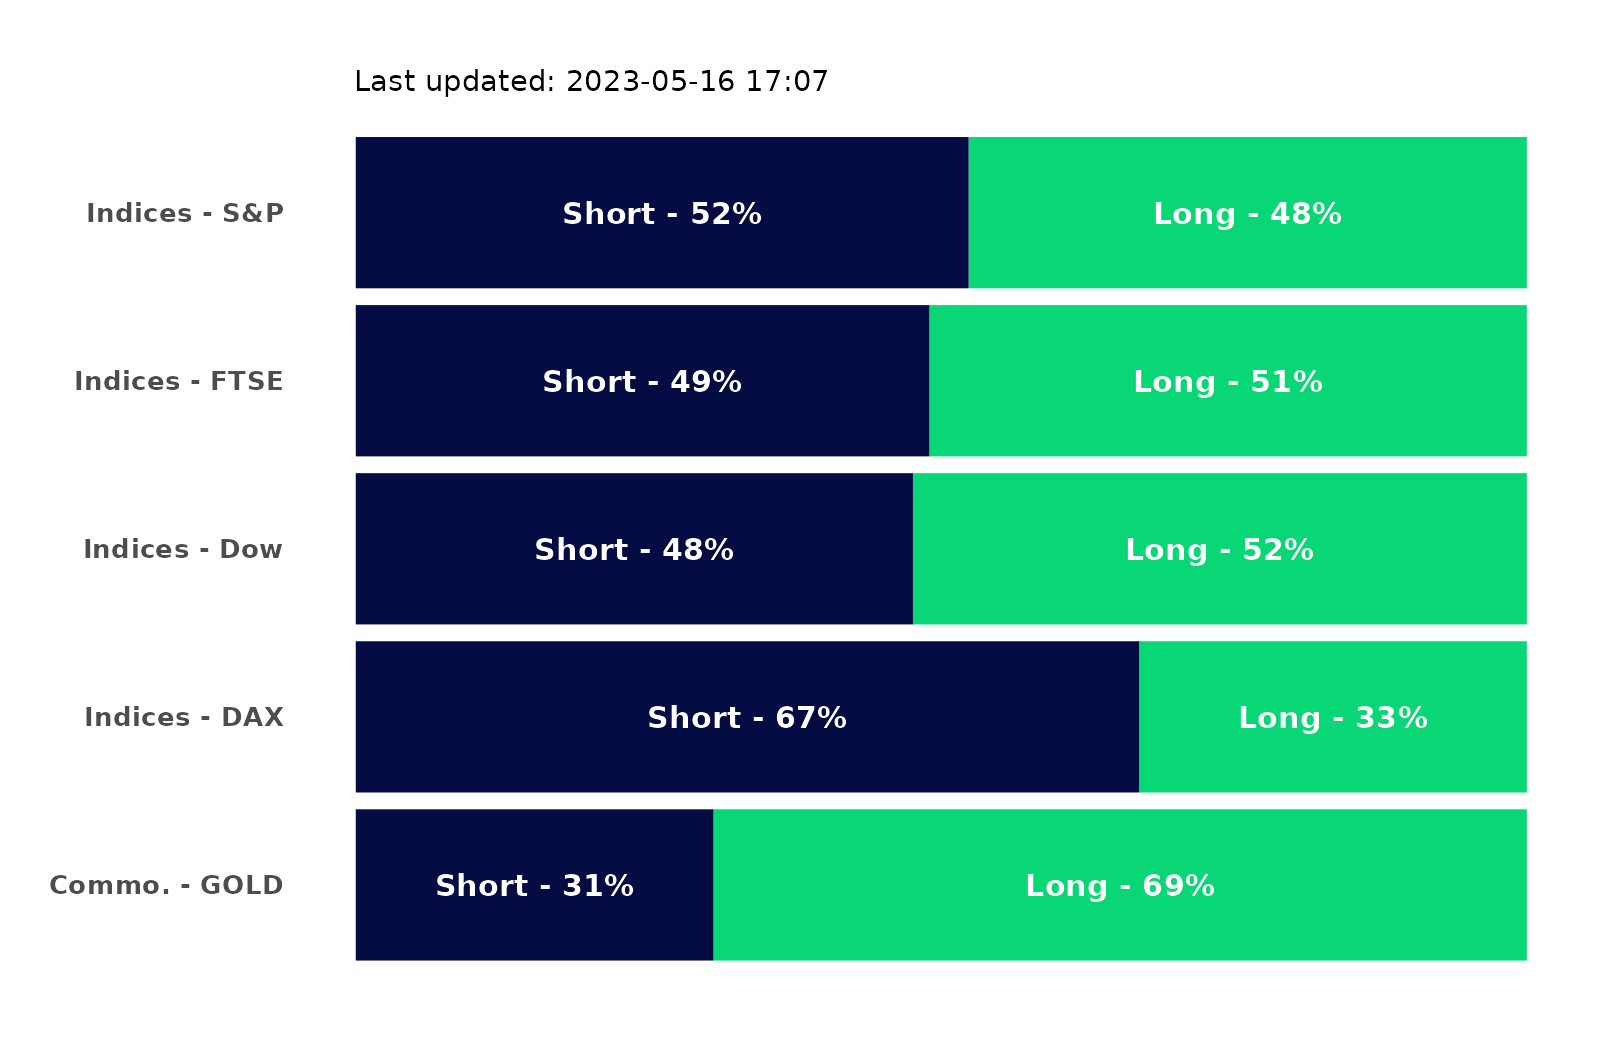 Last updated: 2023-05-16 17:07
Indices - S&P Short - 52% Long - 48%
Indices - FTSE Short - 49% Long - 51%
Indices - Dow Short - 48% Long - 52%
Indices - DAX Short - 67% Long - 33%
Commo. - GOLD Short - 31% Long - 69%